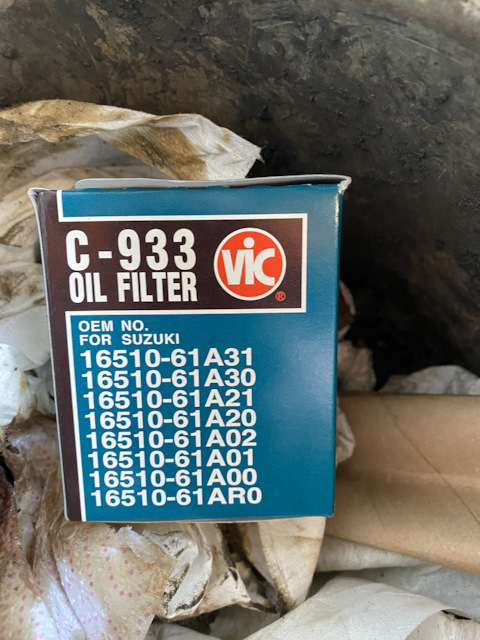 C-933
OIL FILTER
VIC
®
OEM NO.
FOR SUZUKI
16510-61A31
16510-61A30
16510-61A21
16510-61A20
16510-61A02
16510-61A01
16510-61A00
16510-61AR0